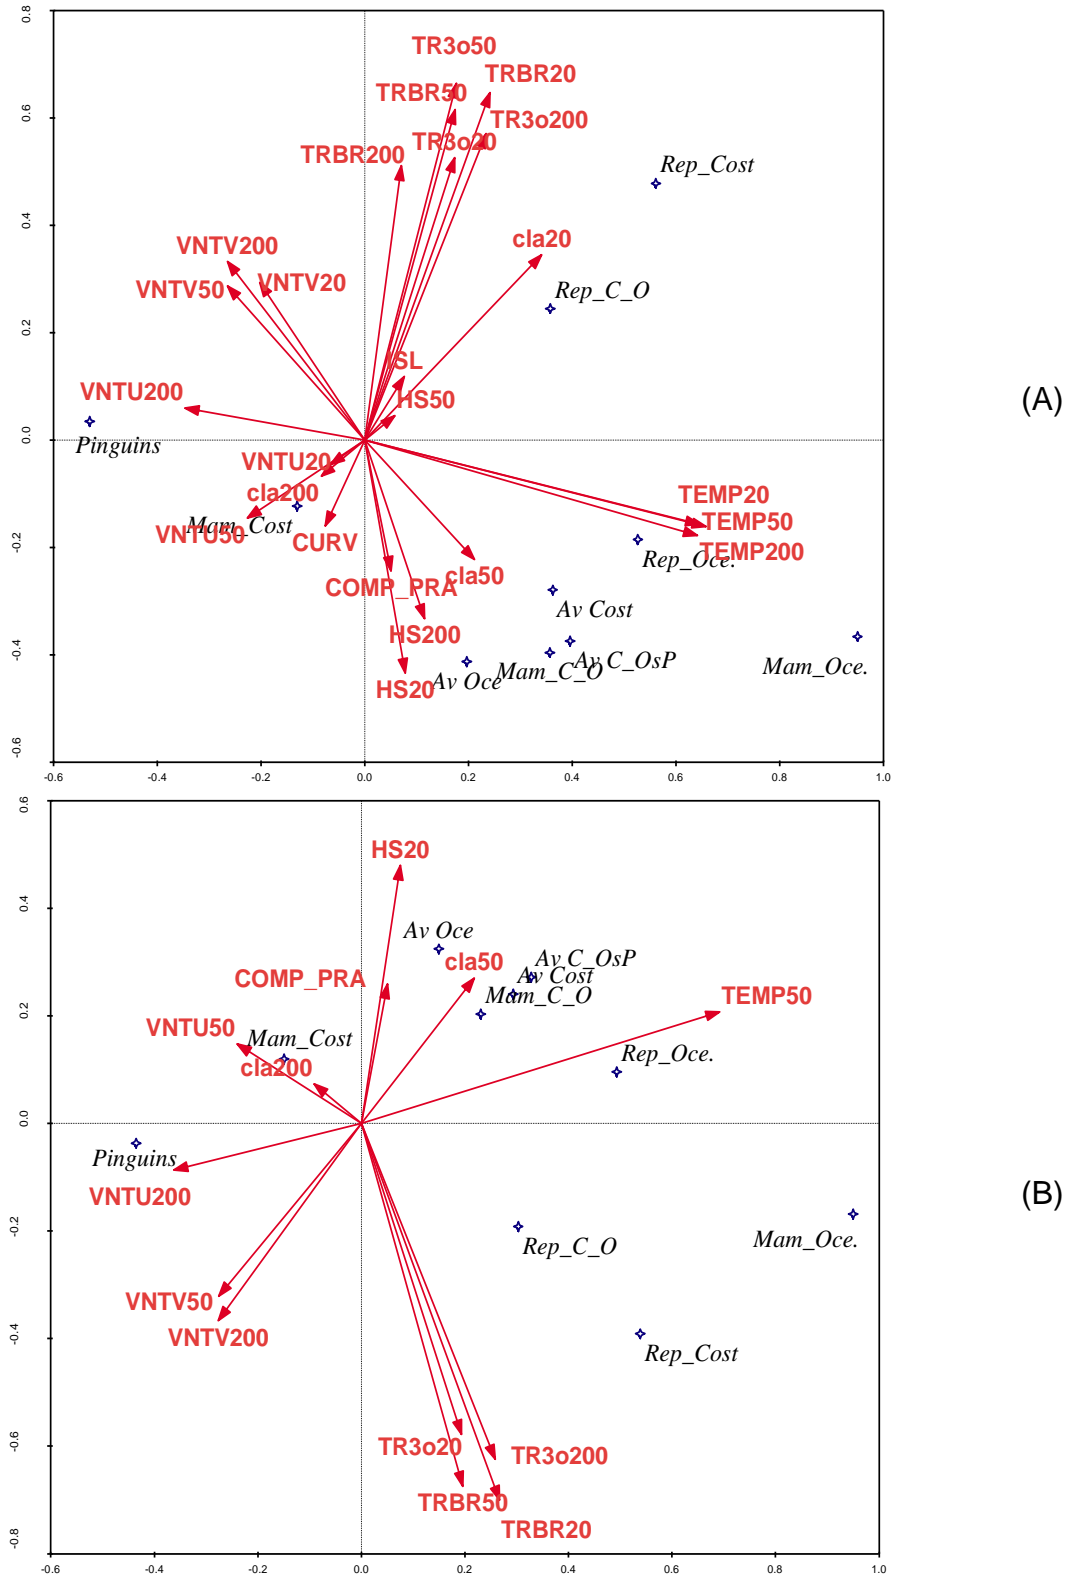 0.8
TR3o50
TRBR20
TRBR50
0.6
TR3o200
TR3o20
TRBR200
Rep_Cost
0.4
cla20
VNTV200
VNTV20
VNTV50
Rep_C_O
0.2
ISL
VNTU200
HS50
(A)
0.0
Pinguins
VNTU20
cla200
TEMP20
Mam_Cost
TEMP50
VNTU50
CURV
-0.2
Rep_Oce.
TEMP200
cla50
COMP_PRA
Av Cost
HS200
-0.4
Av C_OsP
Mam_C_O
Mam_Oce.
Av Oce
HS20
-0.6
-0.6 -0.4 -0.2 0.0 0.2 0.4 0.6 0.8 1.0
0.6
HS20
0.4
Av Oce
Av C_OsP
cla50
Av Cost
COMP_PRA
Mam_C_O
TEMP50
0.2
VNTU50
Mam_Cost
Rep_Oce.
cla200
0.0
Pinguins
VNTU200
(B)
-0.2
Rep_C_O
Mam_Oce.
VNTV50
VNTV200
Rep_Cost
-0.4
TR3o20
TR3o200
-0.6
TRBR50
TRBR20
-0.8
-0.6 -0.4 -0.2 0.0 0.2 0.4 0.6 0.8 1.0